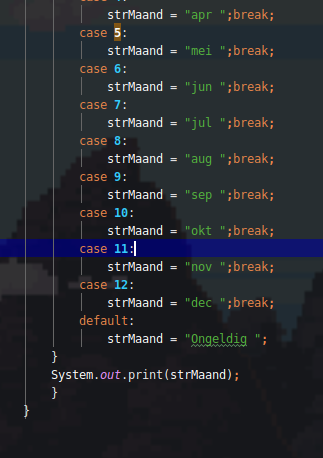 strMaand = "apr ";break;
case 5:
strMaand = "mei ";break;
case 6:
strMaand = "jun ";break;
case 7:
strMaand = "jul ";break;
case 8:
strMaand = "aug ";break;
case 9:
strMaand = "sep ";break;
case 10:
strMaand = "okt ";break;
case 11:
strMaand = "nov ";break;
case 12:
strMaand = "dec ";break;
default:
strMaand = "Ongeldig ";
}
System.out.print(strMaand);
}
}